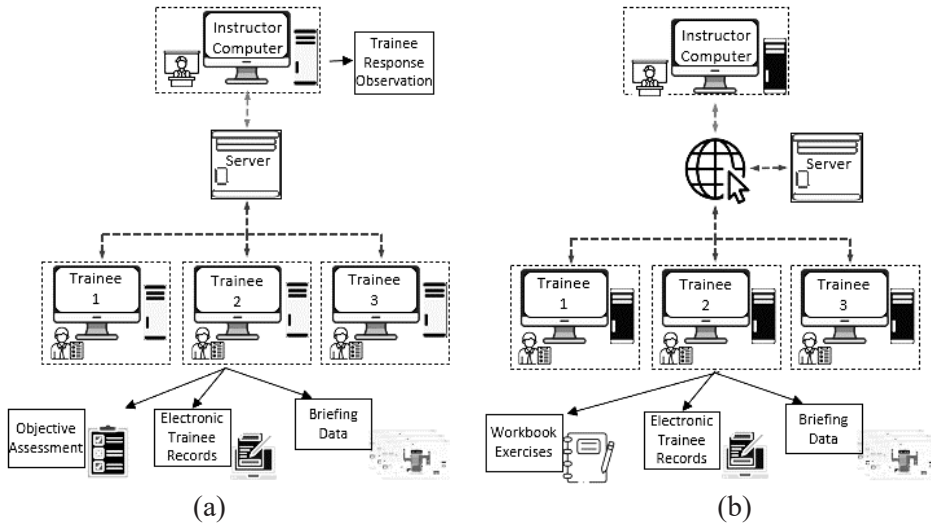 Instructor
Computer
Trainee
Response
Observation
Server
Trainee
1
Trainee
2
Trainee
3
Objective
Assessment
Electronic
Trainee
Records
Briefing
Data
(a)
Instructor
Computer
Server
Trainee
1
Trainee
2
Trainee
3
Workbook
Exercises
Electronic
Trainee
Records
Briefing
Data
(b)